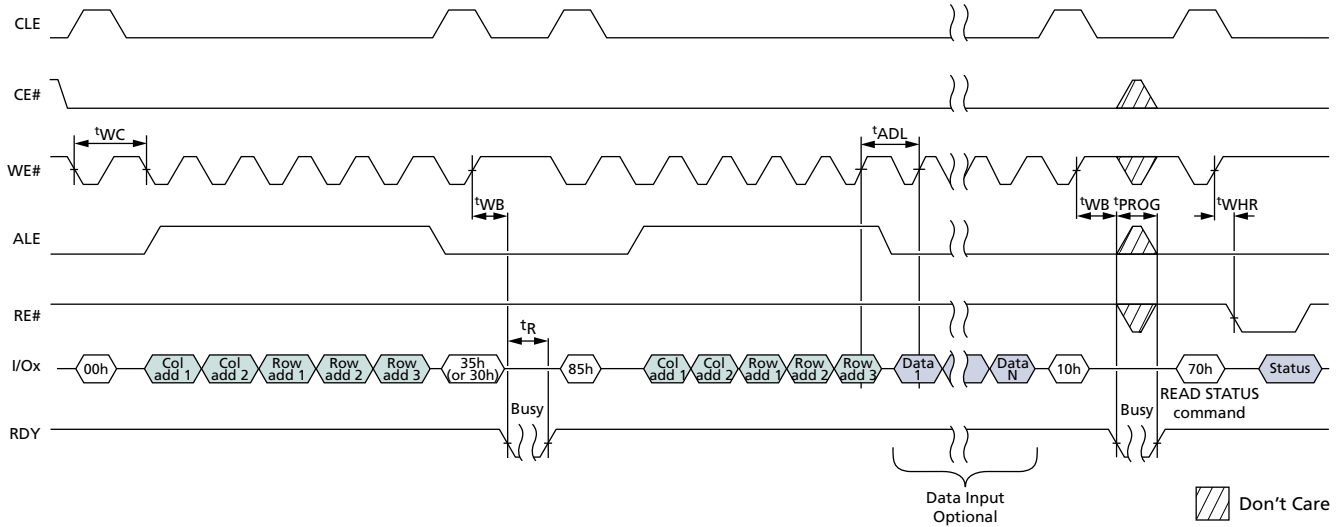 CLE
CE#
tWC
tADL
WE#
tWB
tWB
tPROG
tWHR
ALE
RE#
tR
I/Ox
00h
Col add 1
Col add 2
Row add 1
Row add 2
Row add 3
35h (or 30h)
85h
Col add 1
Col add 2
Row add 1
Row add 2
Row add 3
Data 1
Data N
10h
70h
Status
READ STATUS command
Busy
Busy
RDY
Data Input
Optional
Don't Care